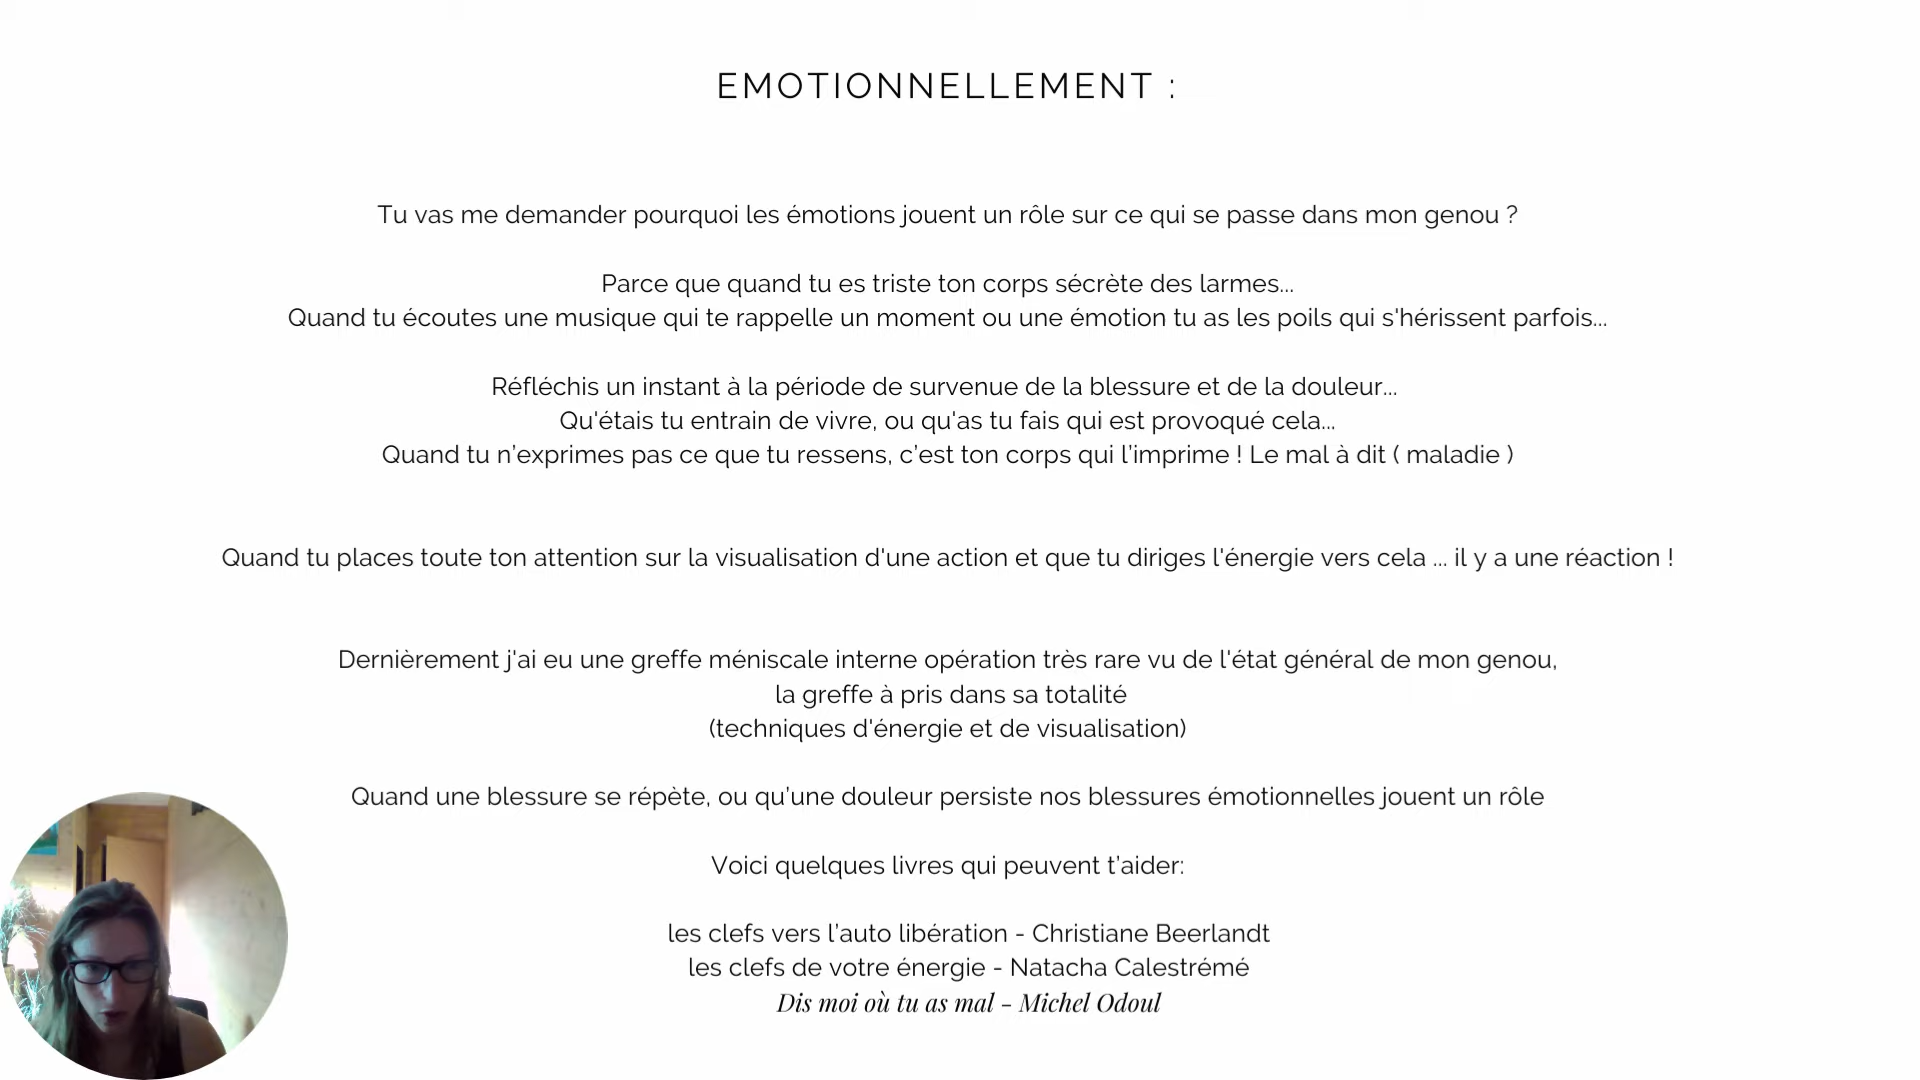 EMOTIONNELLEMENT :
Tu vas me demander pourquoi les émotions jouent un rôle sur ce qui se passe dans mon genou ?
Parce que quand tu es triste ton corps sécrète des larmes...
Quand tu écoutes une musique qui te rappelle un moment ou une émotion tu as les poils qui s'hérissent parfois...
Réfléchis un instant à la période de survenue de la blessure et de la douleur...
Qu'étais tu entrain de vivre, ou qu'as tu fais qui est provoqué cela...
Quand tu n’exprimes pas ce que tu ressens, c’est ton corps qui l’imprime ! Le mal à dit ( maladie )
Quand tu places toute ton attention sur la visualisation d'une action et que tu diriges l'énergie vers cela ... il y a une réaction !
Dernièrement j'ai eu une greffe méniscale interne opération très rare vu de l'état général de mon genou,
la greffe à pris dans sa totalité
(techniques d'énergie et de visualisation)
Quand une blessure se répète, ou qu’une douleur persiste nos blessures émotionnelles jouent un rôle
Voici quelques livres qui peuvent t’aider:
les clefs vers l’auto libération - Christiane Beerlandt
les clefs de votre énergie - Natacha Calestrémé
Dis moi où tu as mal - Michel Odoul